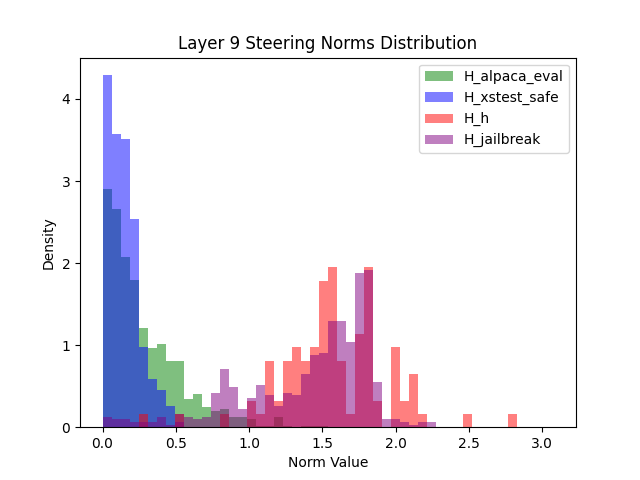 Layer 9 Steering Norms Distribution
H_alpaca_eval
H_xstest_safe
H_h
H_jailbreak
Density
4
3
2
1
0
0.0 0.5 1.0 1.5 2.0 2.5 3.0
Norm Value